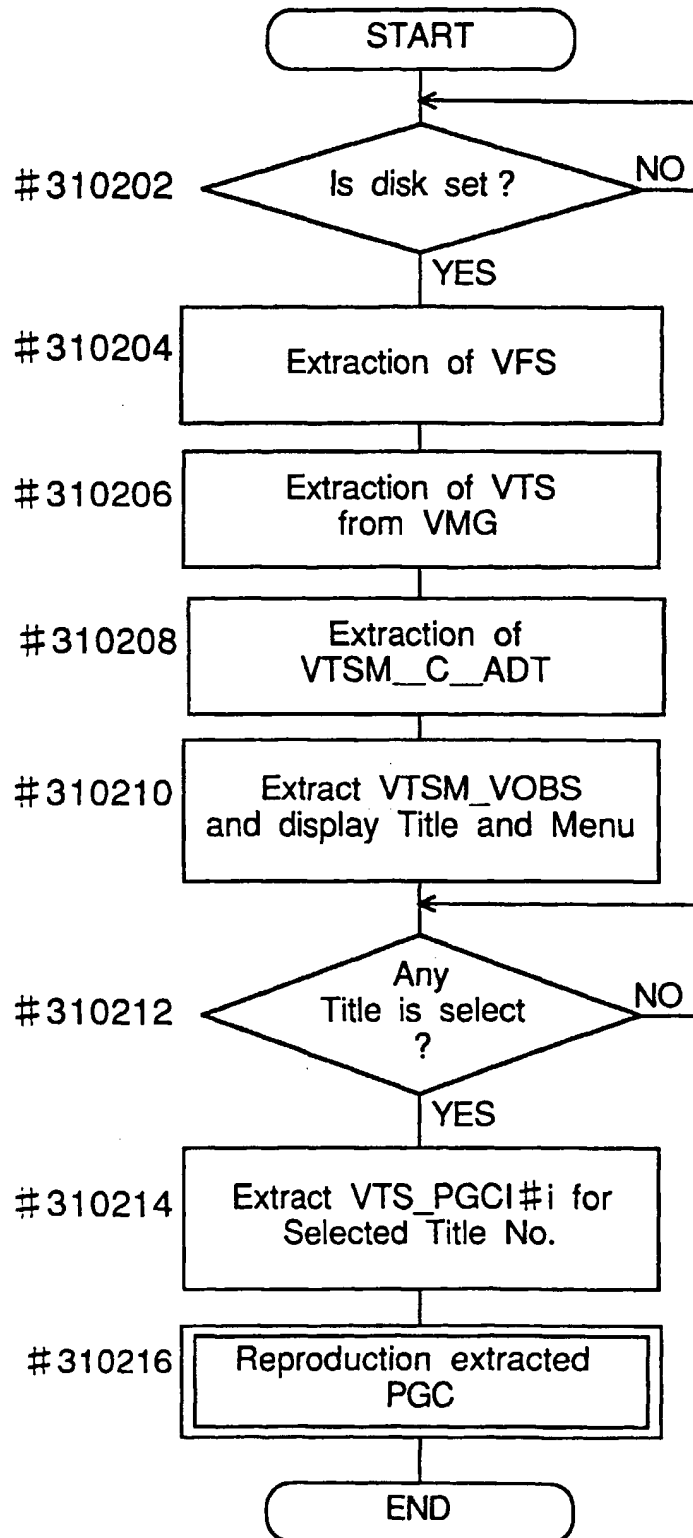 START
#310202
Is disk set ?
NO
YES
#310204
Extraction of VFS
#310206
Extraction of VTS
from VMG
#310208
Extraction of
VTSM__C__ADT
#310210
Extract VTSM_VOBS
and display Title and Menu
#310212
Any
Title is select
?
NO
YES
#310214
Extract VTS_PGCI#i for
Selected Title No.
#310216
Reproduction extracted
PGC
END